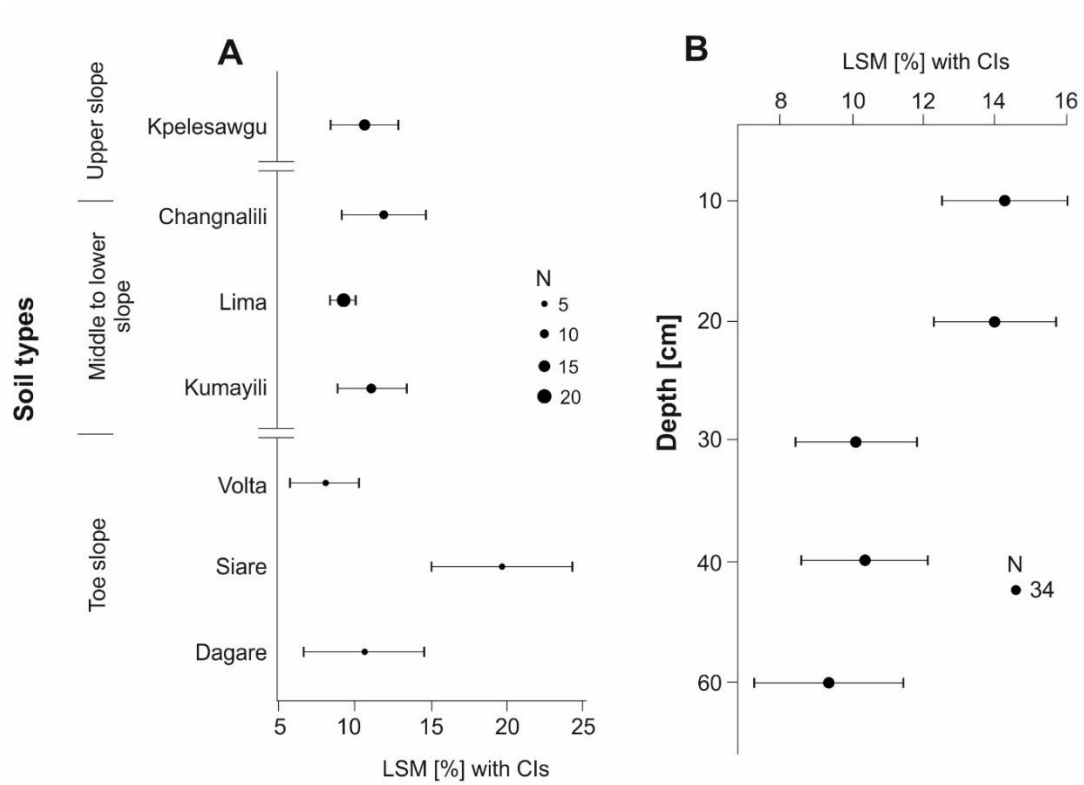 A
Soil types
Upper slope
Middle to lower
slope
Toe slope
Kpelesawgu
Changnalili
Lima
Kumayili
Volta
Siare
Dagare
N
5
10
15
20
5 10 15 20 25
LSM [%] with CIs
B
LSM [%] with CIs
8 10 12 14 16
Depth [cm]
10
20
30
40
60
N
34